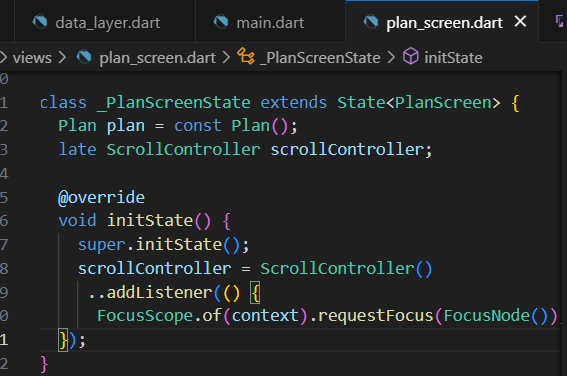 data_layer.dart main.dart plan_screen.dart
views > plan_screen.dart > _PlanScreenState > initState
0
1 class _PlanScreenState extends State<PlanScreen> {
2 Plan plan = const Plan();
3 late ScrollController scrollController;
4
5 @override
6 void initState() {
7 super.initState();
8 scrollController = ScrollController()
9 ..addListener(() {
0 FocusScope.of(context).requestFocus(FocusNode())
1 });
2 }